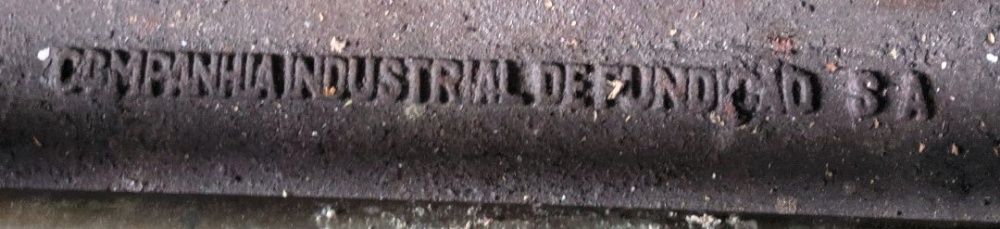 COMPANHIA INDUSTRIAL DE FUNDIÇÃO S A